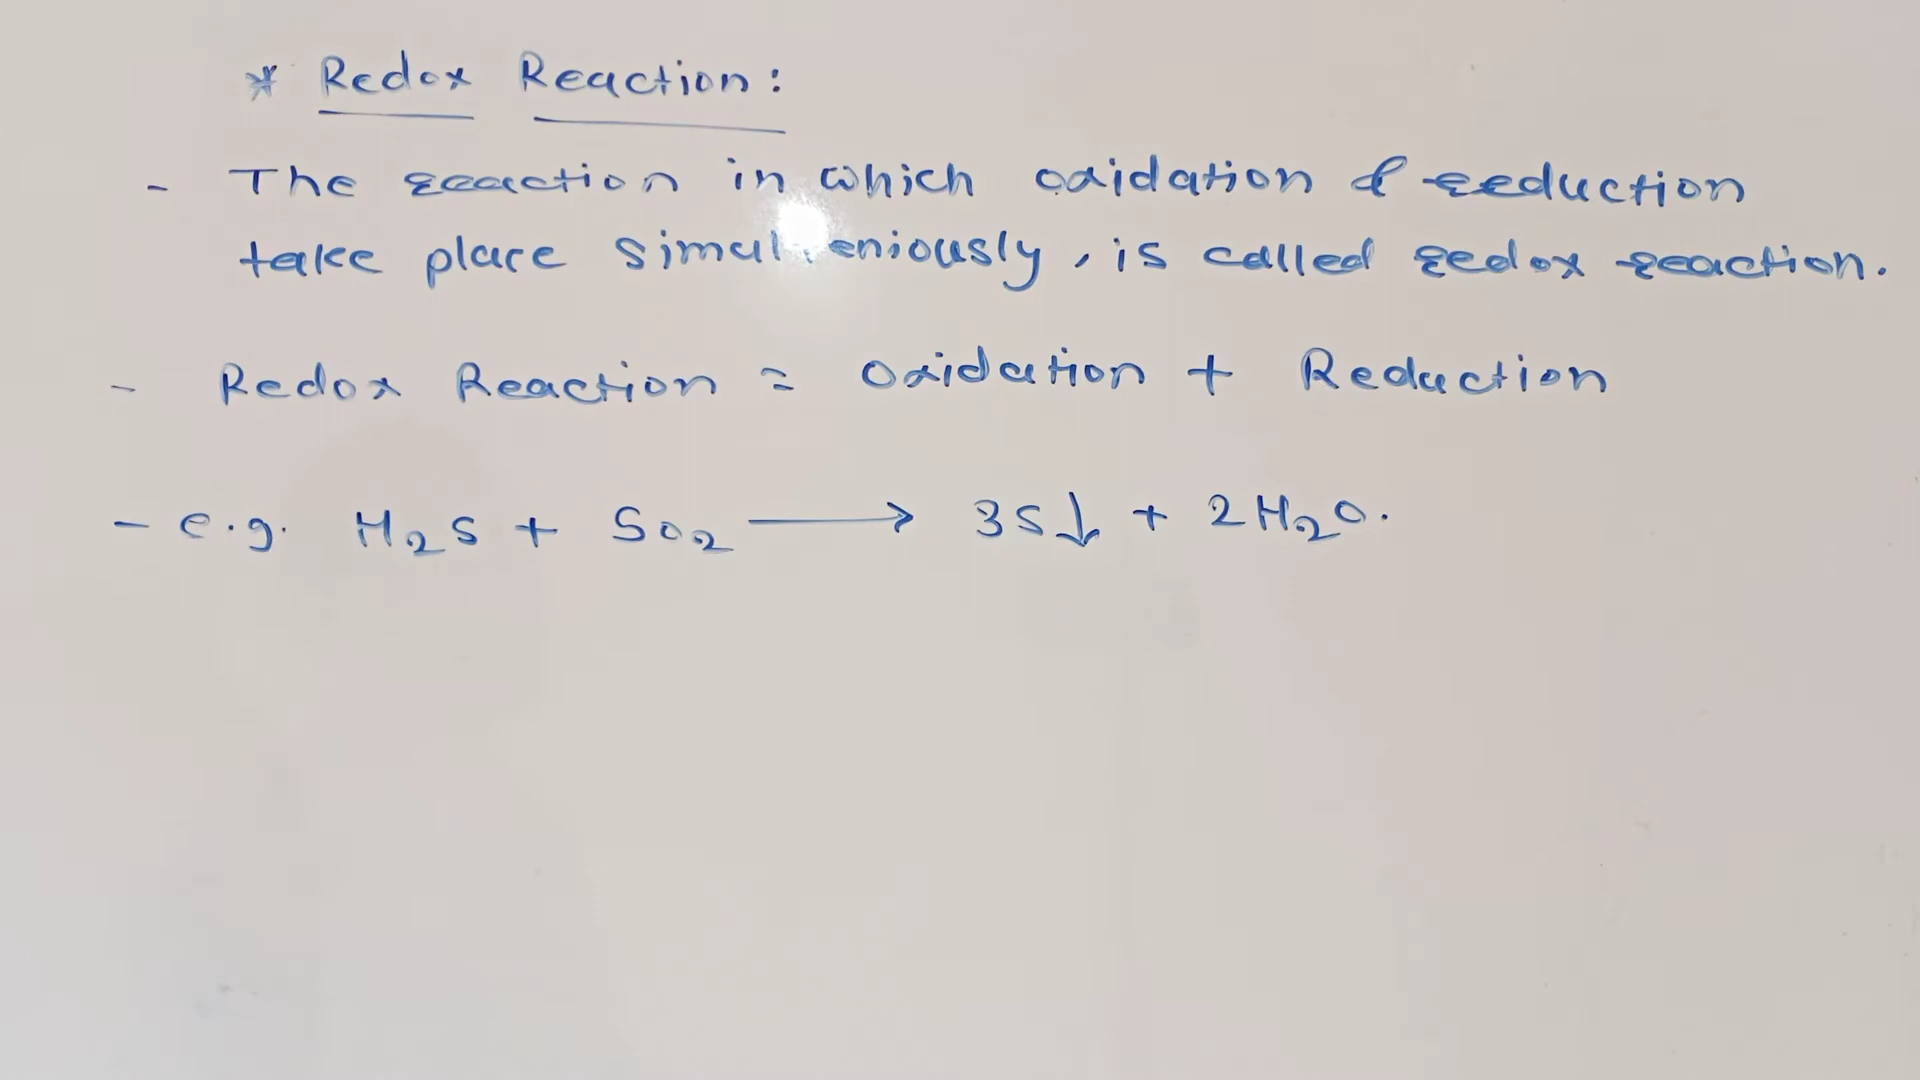 * Redox Reaction:
- The reaction in which oxidation & reduction
take place , is called redox reaction.
- Redox Reaction = Oxidation + Reduction
- e.g. H₂S + SO₂ ⟶ 3S↓ + 2H₂O.